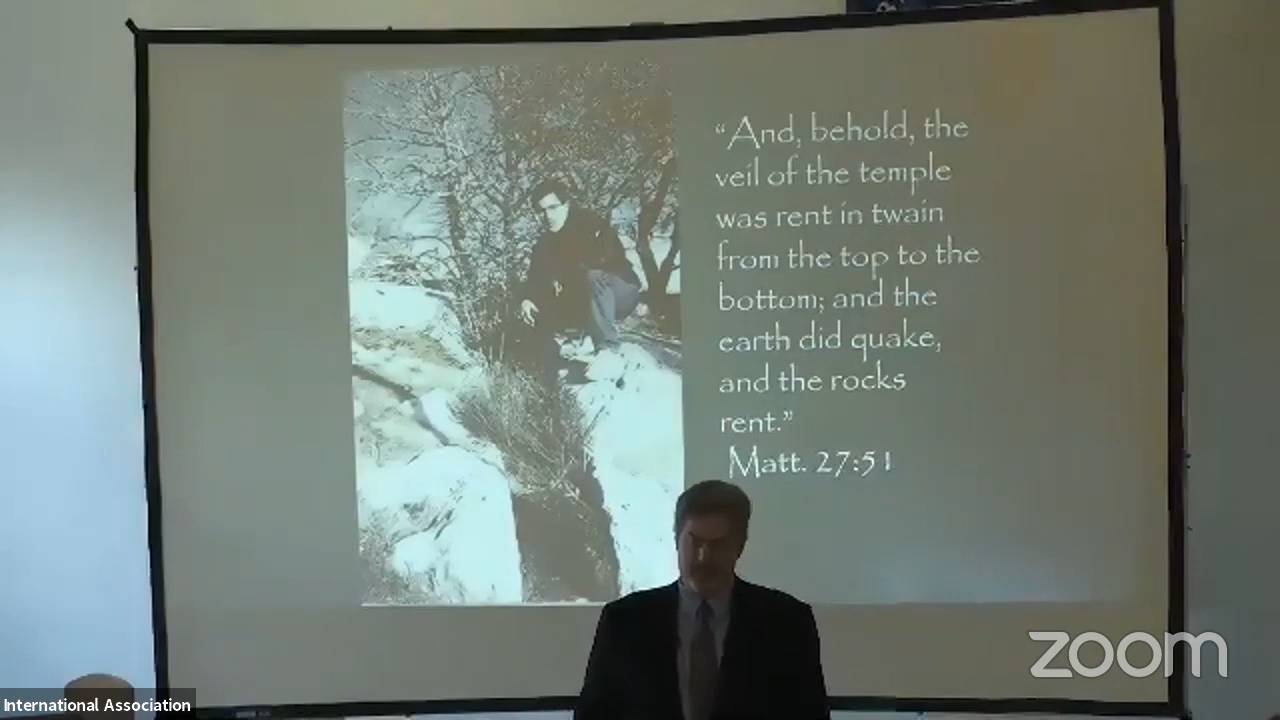 “And, behold, the
veil of the temple
was rent in twain
from the top to the
bottom; and the
earth did quake,
and the rocks
rent.”
Matt. 27:51
zoom
International Association